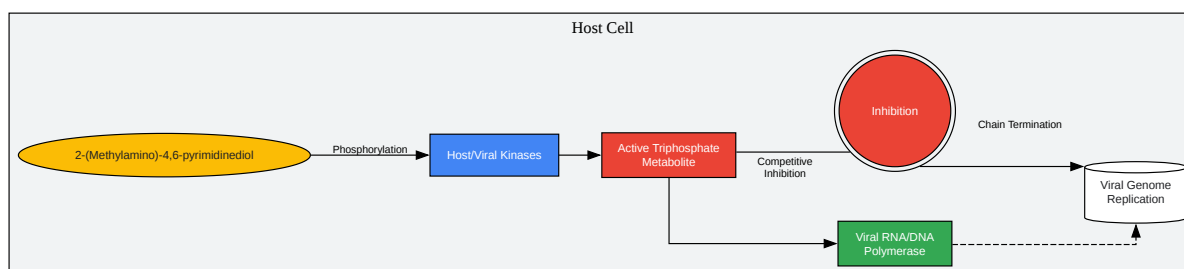 Host Cell
2-(Methylamino)-4,6-pyrimidinediol
Phosphorylation
Host/Viral Kinases
Active Triphosphate
Metabolite
Competitive
Inhibition
Inhibition
Chain Termination
Viral Genome
Replication
Viral RNA/DNA
Polymerase